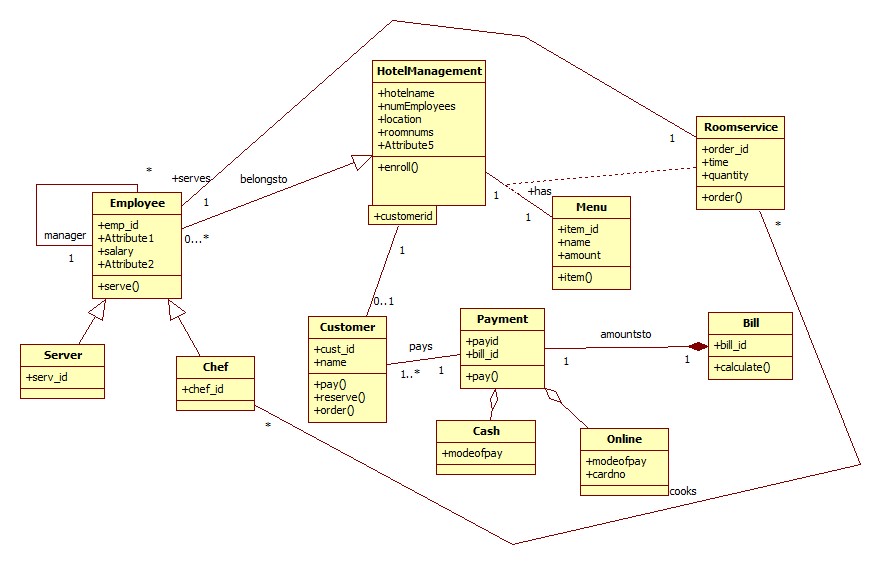 HotelManagement
+hotelname
+numEmployees
+location
+roomnums
+Attribute5
+enroll()
+customerid
Roomservice
+order_id
+time
+quantity
+order()
1
+serves
1
belongsto
0...*
*
manager
1
Employee
+emp_id
+Attribute1
+salary
+Attribute2
+serve()
1
+has
1
Menu
+item_id
+name
+amount
+item()
*
1
0..1
Server
+serv_id
Chef
+chef_id
*
Customer
+cust_id
+name
+pay()
+reserve()
+order()
pays
1..*
1
Payment
+payid
+bill_id
+pay()
amountsto
1
1
Bill
+bill_id
+calculate()
Cash
+modeofpay
Online
+modeofpay
+cardno
cooks